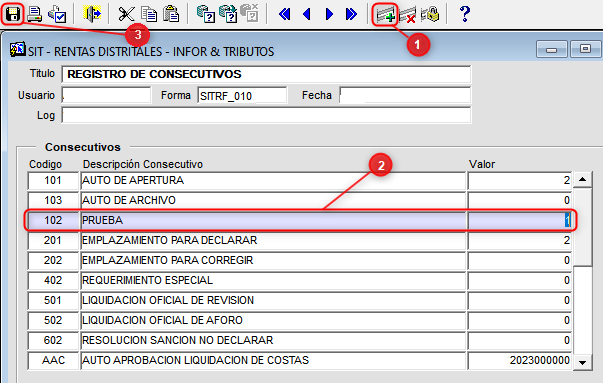 3
1
SIT - RENTAS DISTRITALES - INFOR & TRIBUTOS
Titulo REGISTRO DE CONSECUTIVOS
Usuario Forma SITRF_010 Fecha
Log
Consecutivos
Codigo Descripción Consecutivo Valor
2
101 AUTO DE APERTURA 2
103 AUTO DE ARCHIVO 0
102 PRUEBA 1
201 EMPLAZAMIENTO PARA DECLARAR 2
202 EMPLAZAMIENTO PARA CORREGIR 0
402 REQUERIMIENTO ESPECIAL 0
501 LIQUIDACION OFICIAL DE REVISION 0
502 LIQUIDACION OFICIAL DE AFORO 0
602 RESOLUCION SANCION NO DECLARAR 0
AAC AUTO APROBACION LIQUIDACION DE COSTAS 2023000000